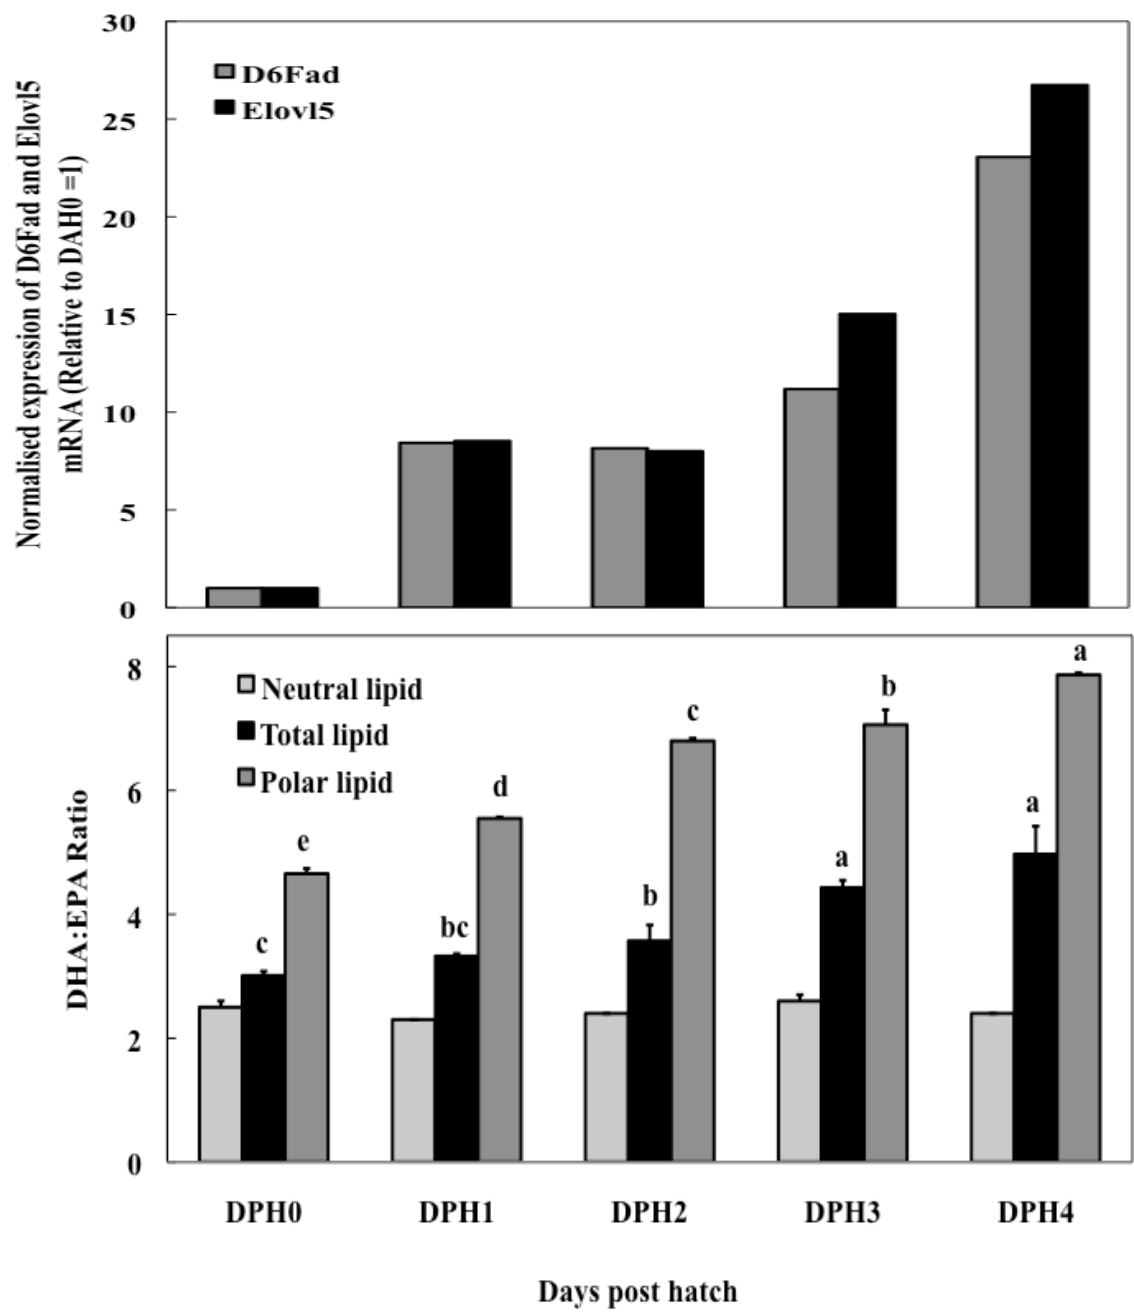 Normalised expression of D6Fad and Elovl5
mRNA (Relative to DAH0 =1)
30
25
20
15
10
5
0
D6Fad
Elovl5
DHA:EPA Ratio
8
6
4
2
0
Neutral lipid
Total lipid
Polar lipid
c
e
bc
d
b
c
a
b
a
a
DPH0
DPH1
DPH2
DPH3
DPH4
Days post hatch